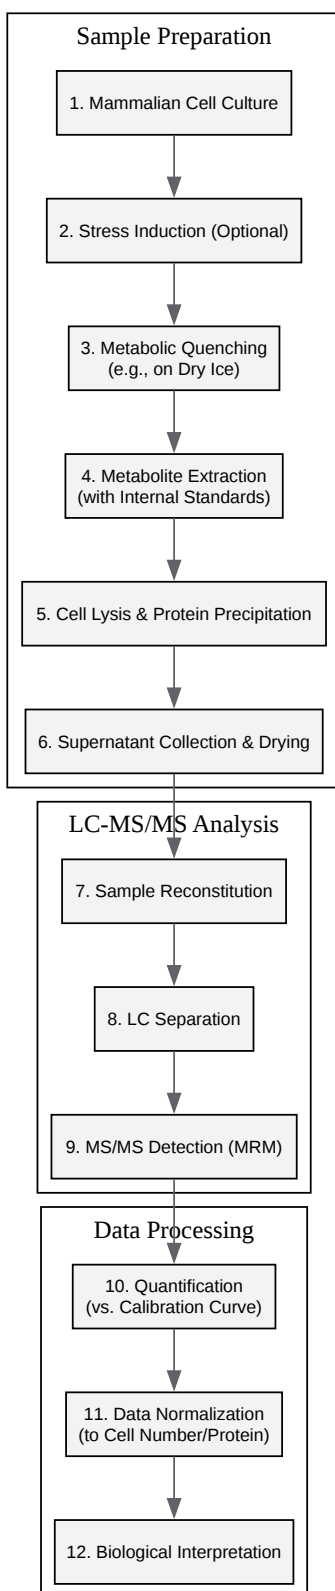 Sample Preparation
1. Mammalian Cell Culture
2. Stress Induction (Optional)
3. Metabolic Quenching
(e.g., on Dry Ice)
4. Metabolite Extraction
(with Internal Standards)
5. Cell Lysis & Protein Precipitation
6. Supernatant Collection & Drying
LC-MS/MS Analysis
7. Sample Reconstitution
8. LC Separation
9. MS/MS Detection (MRM)
Data Processing
10. Quantification
(vs. Calibration Curve)
11. Data Normalization
(to Cell Number/Protein)
12. Biological Interpretation